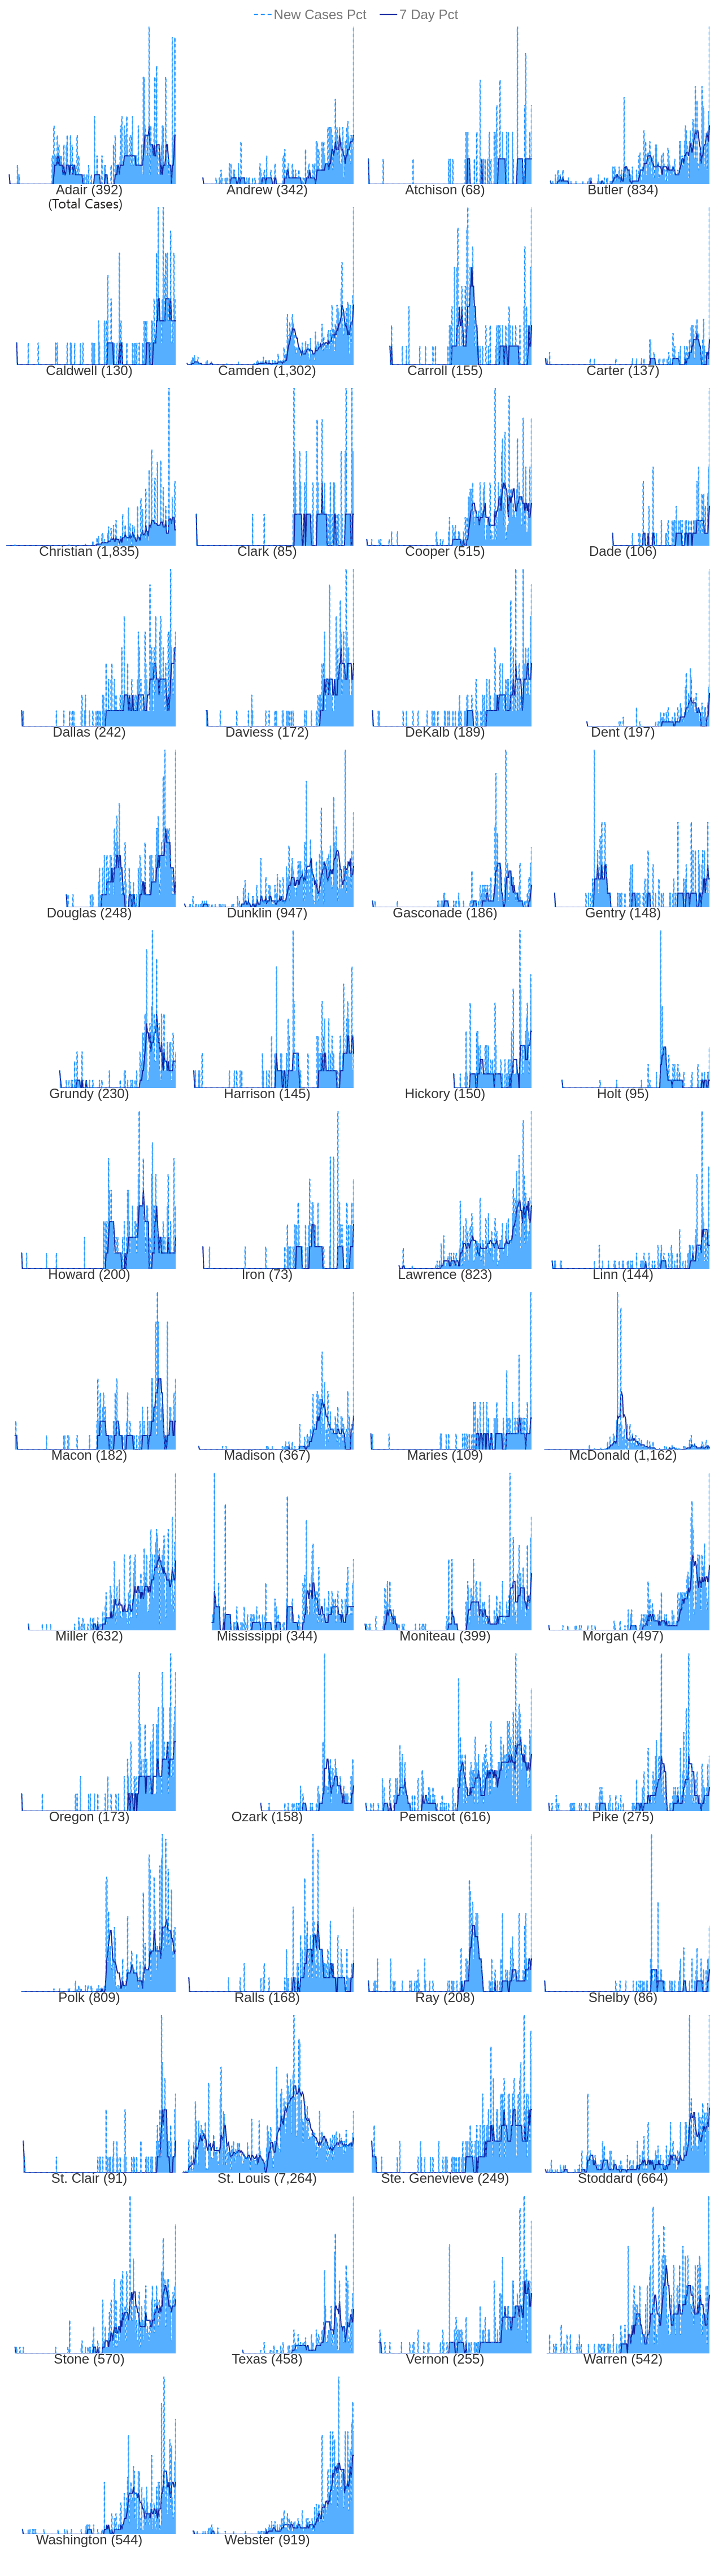 New Cases Pct 7 Day Pct
Adair (392) Andrew (342) Atchison (68) Butler (834)
(Total Cases)
Caldwell (130) Camden (1,302) Carroll (155) Carter (137)
Christian (1,835) Clark (85) Cooper (515) Dade (106)
Dallas (242) Daviess (172) DeKalb (189) Dent (197)
Douglas (248) Dunklin (947) Gasconade (186) Gentry (148)
Grundy (230) Harrison (145) Hickory (150) Holt (95)
Howard (200) Iron (73) Lawrence (823) Linn (144)
Macon (182) Madison (367) Maries (109) McDonald (1,162)
Miller (632) Mississippi (344) Moniteau (399) Morgan (497)
Oregon (173) Ozark (158) Pemiscot (616) Pike (275)
Polk (809) Ralls (168) Ray (208) Shelby (86)
St. Clair (91) St. Louis (7,264) Ste. Genevieve (249) Stoddard (664)
Stone (570) Texas (458) Vernon (255) Warren (542)
Washington (544) Webster (919)